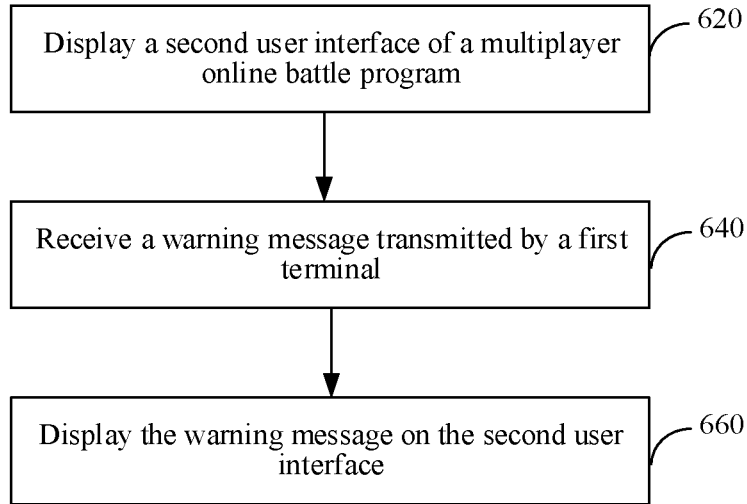 Display a second user interface of a multiplayer
online battle program
620
Receive a warning message transmitted by a first
terminal
640
Display the warning message on the second user
interface
660